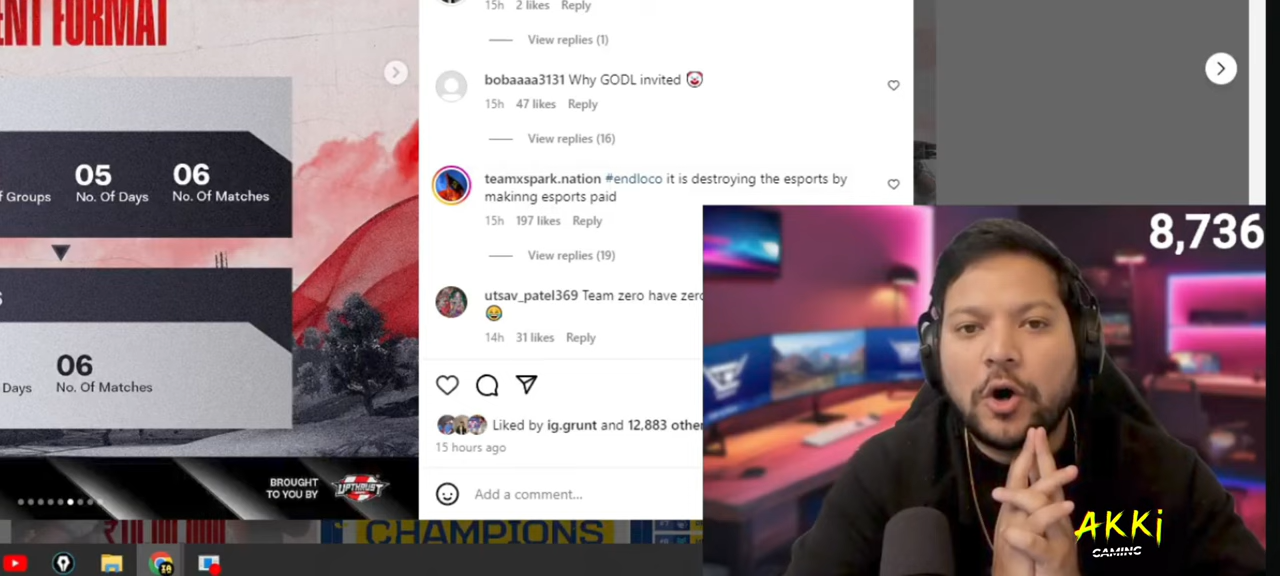 ENT FORMAT
05
06
f Groups
No. Of Days
No. Of Matches
06
Days
No. Of Matches
BROUGHT
TO YOU BY
UPTHRUST
15h 2 likes Reply
View replies (1)
bobaaaa3131 Why GODL invited 🤡
15h 47 likes Reply
View replies (16)
teamxspark.nation #endloco it is destroying the esports by
makinng esports paid
15h 197 likes Reply
View replies (19)
utsav_patel369 Team zero have zero
😂
14h 31 likes Reply
Liked by ig.grunt and 12,883 other
15 hours ago
Add a comment...
CHAMPIONS
8,736
AKKi
GAMING